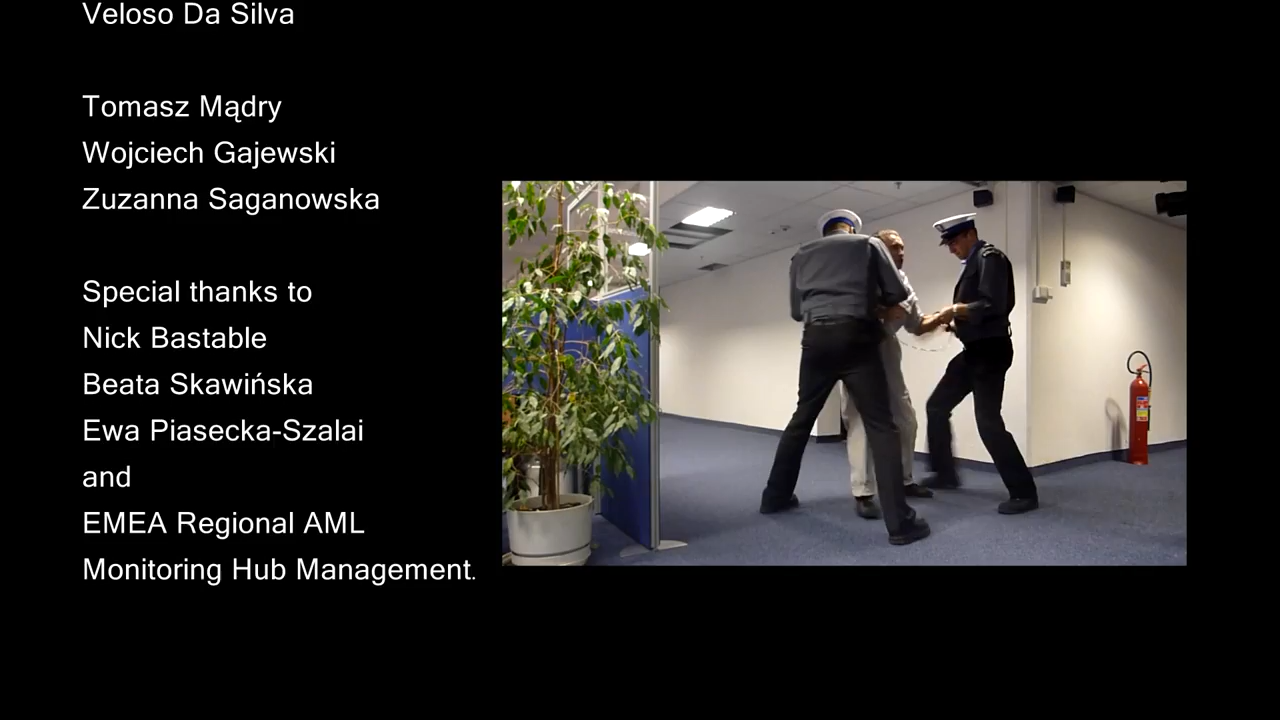 Veloso Da Silva
Tomasz Mądry
Wojciech Gajewski
Zuzanna Saganowska
Special thanks to
Nick Bastable
Beata Skawińska
Ewa Piasecka-Szalai
and
EMEA Regional AML
Monitoring Hub Management.